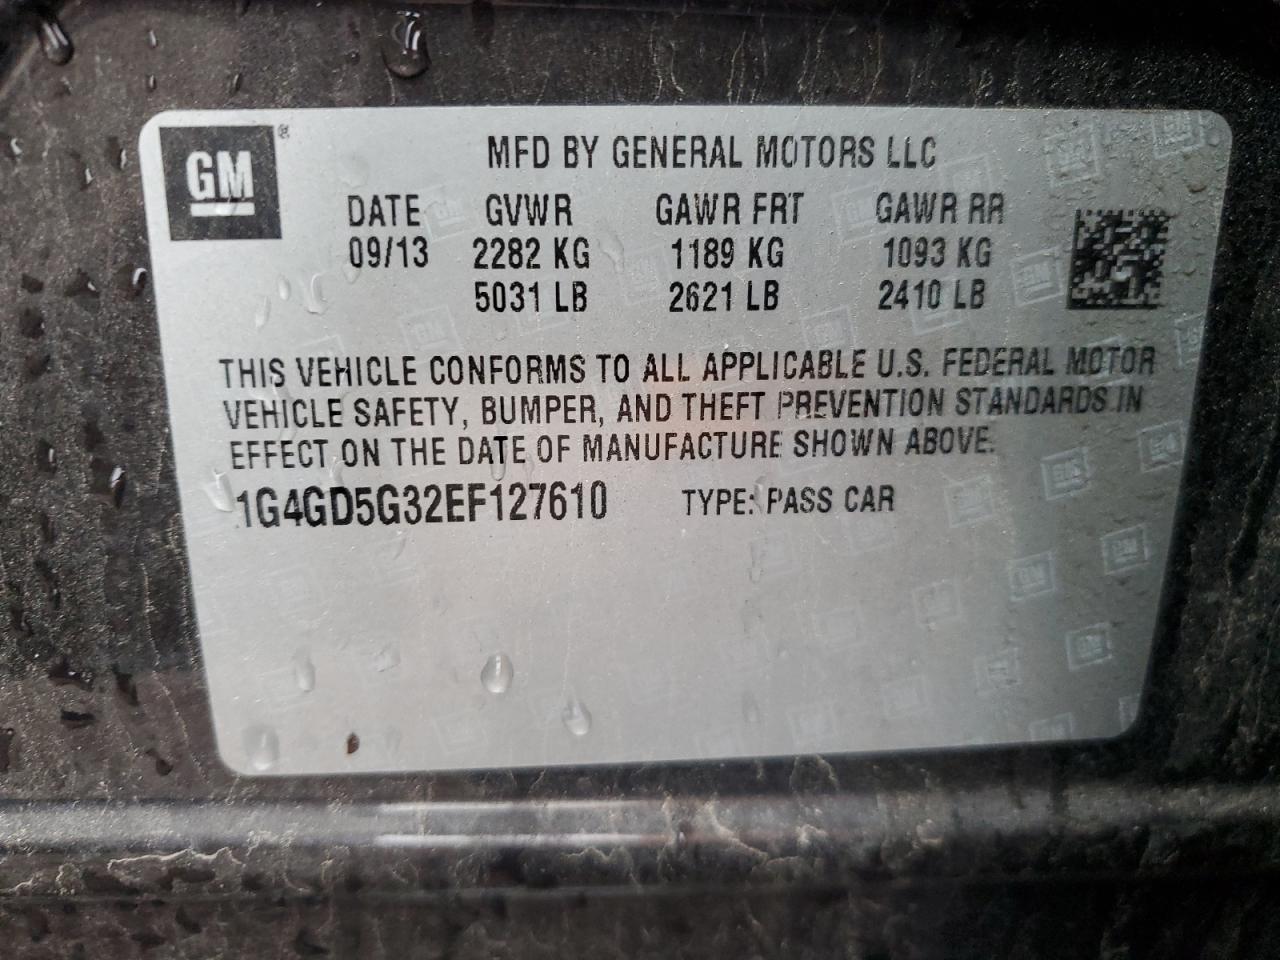 GM®
MFD BY GENERAL MOTORS LLC
DATE GVWR GAWR FRT GAWR RR
09/13 2282 KG 1189 KG 1093 KG
5031 LB 2621 LB 2410 LB
THIS VEHICLE CONFORMS TO ALL APPLICABLE U.S. FEDERAL MOTOR
VEHICLE SAFETY, BUMPER, AND THEFT PREVENTION STANDARDS IN
EFFECT ON THE DATE OF MANUFACTURE SHOWN ABOVE.
1G4GD5G32EF127610 TYPE: PASS CAR